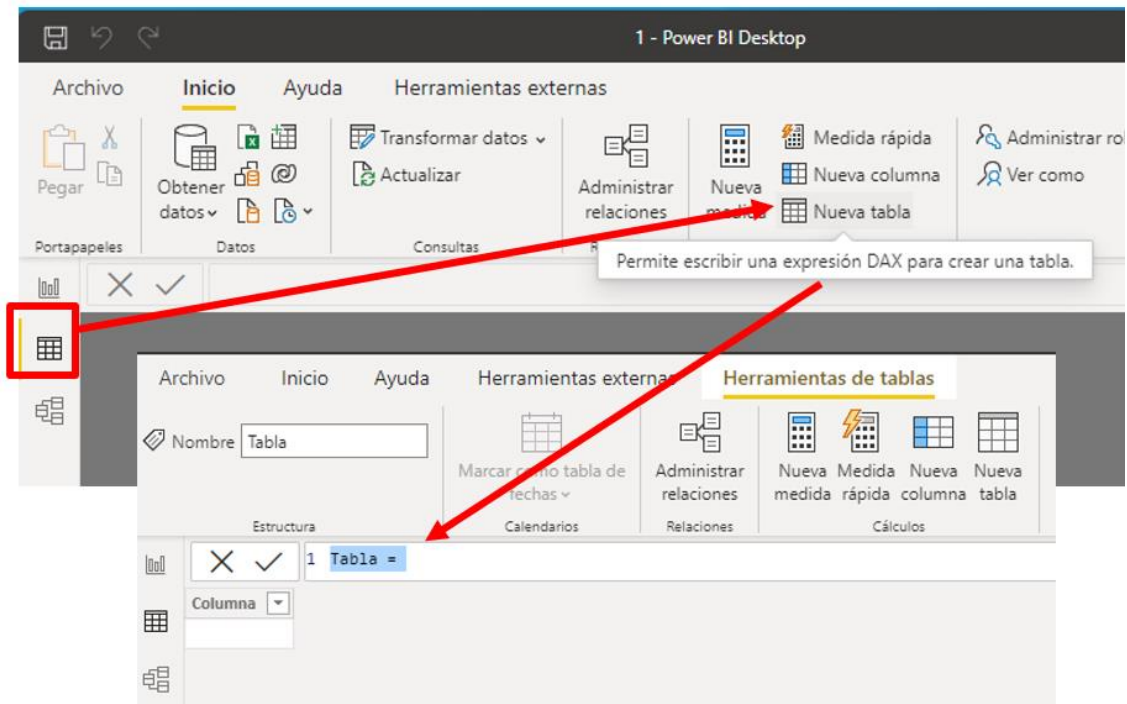 1 - Power BI Desktop
Archivo Inicio Ayuda Herramientas externas
Pegar
Portapapeles
Obtener
datos
Datos
Transformar datos
Actualizar
Consultas
Administrar
relaciones
Nueva
Medida rápida
Nueva columna
Nueva tabla
Ver como
Permite escribir una expresión DAX para crear una tabla.
Archivo Inicio Ayuda Herramientas externas Herramientas de tablas
Nombre Tabla
Estructura
Marcar como tabla de
fechas
Calendarios
Administrar
relaciones
Relaciones
Nueva
medida
Medida
rápida
Nueva
columna
Nueva
tabla
Cálculos
1 Tabla =
Columna